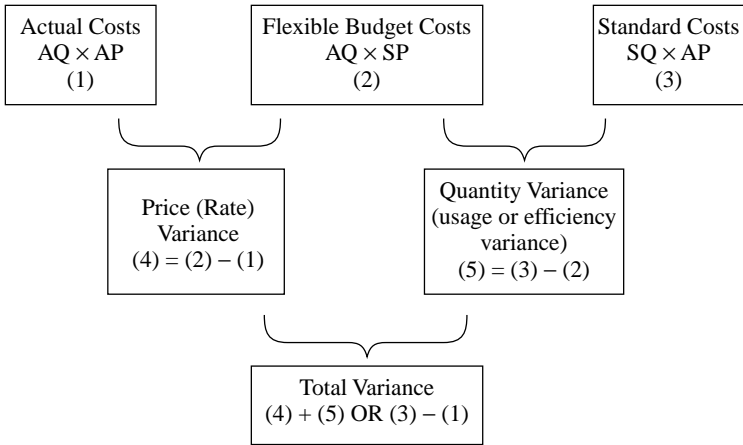 Actual Costs
AQ × AP
(1)
Flexible Budget Costs
AQ × SP
(2)
Standard Costs
SQ × AP
(3)
Price (Rate)
Variance
(4) = (2) − (1)
Quantity Variance
(usage or efficiency
variance)
(5) = (3) − (2)
Total Variance
(4) + (5) OR (3) − (1)